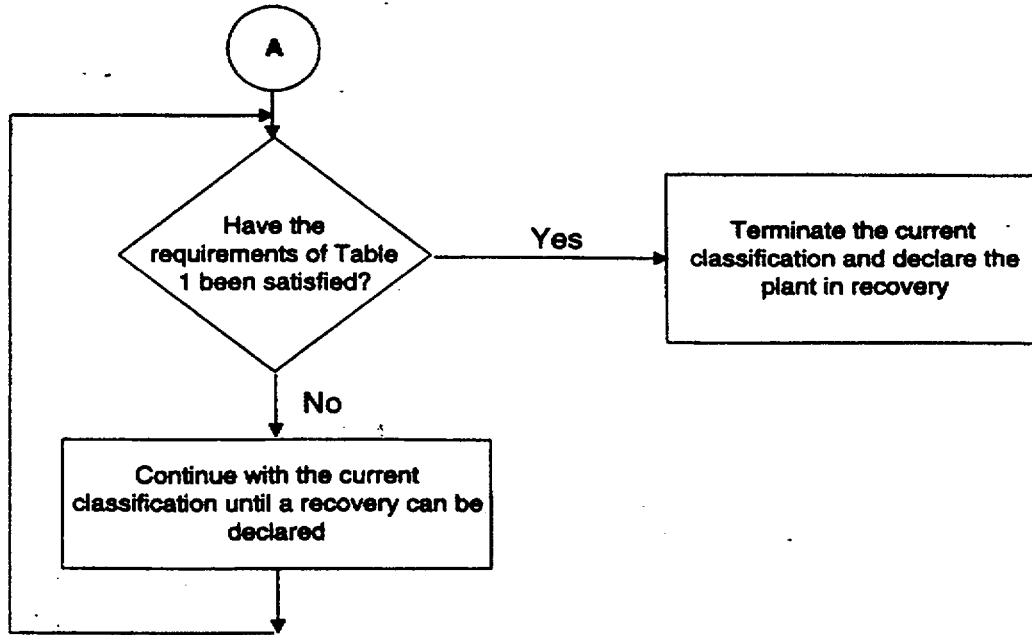 A
Have the
requirements of Table
1 been satisfied?
Yes
Terminate the current
classification and declare the
plant in recovery
No
Continue with the current
classification until a recovery can be
declared